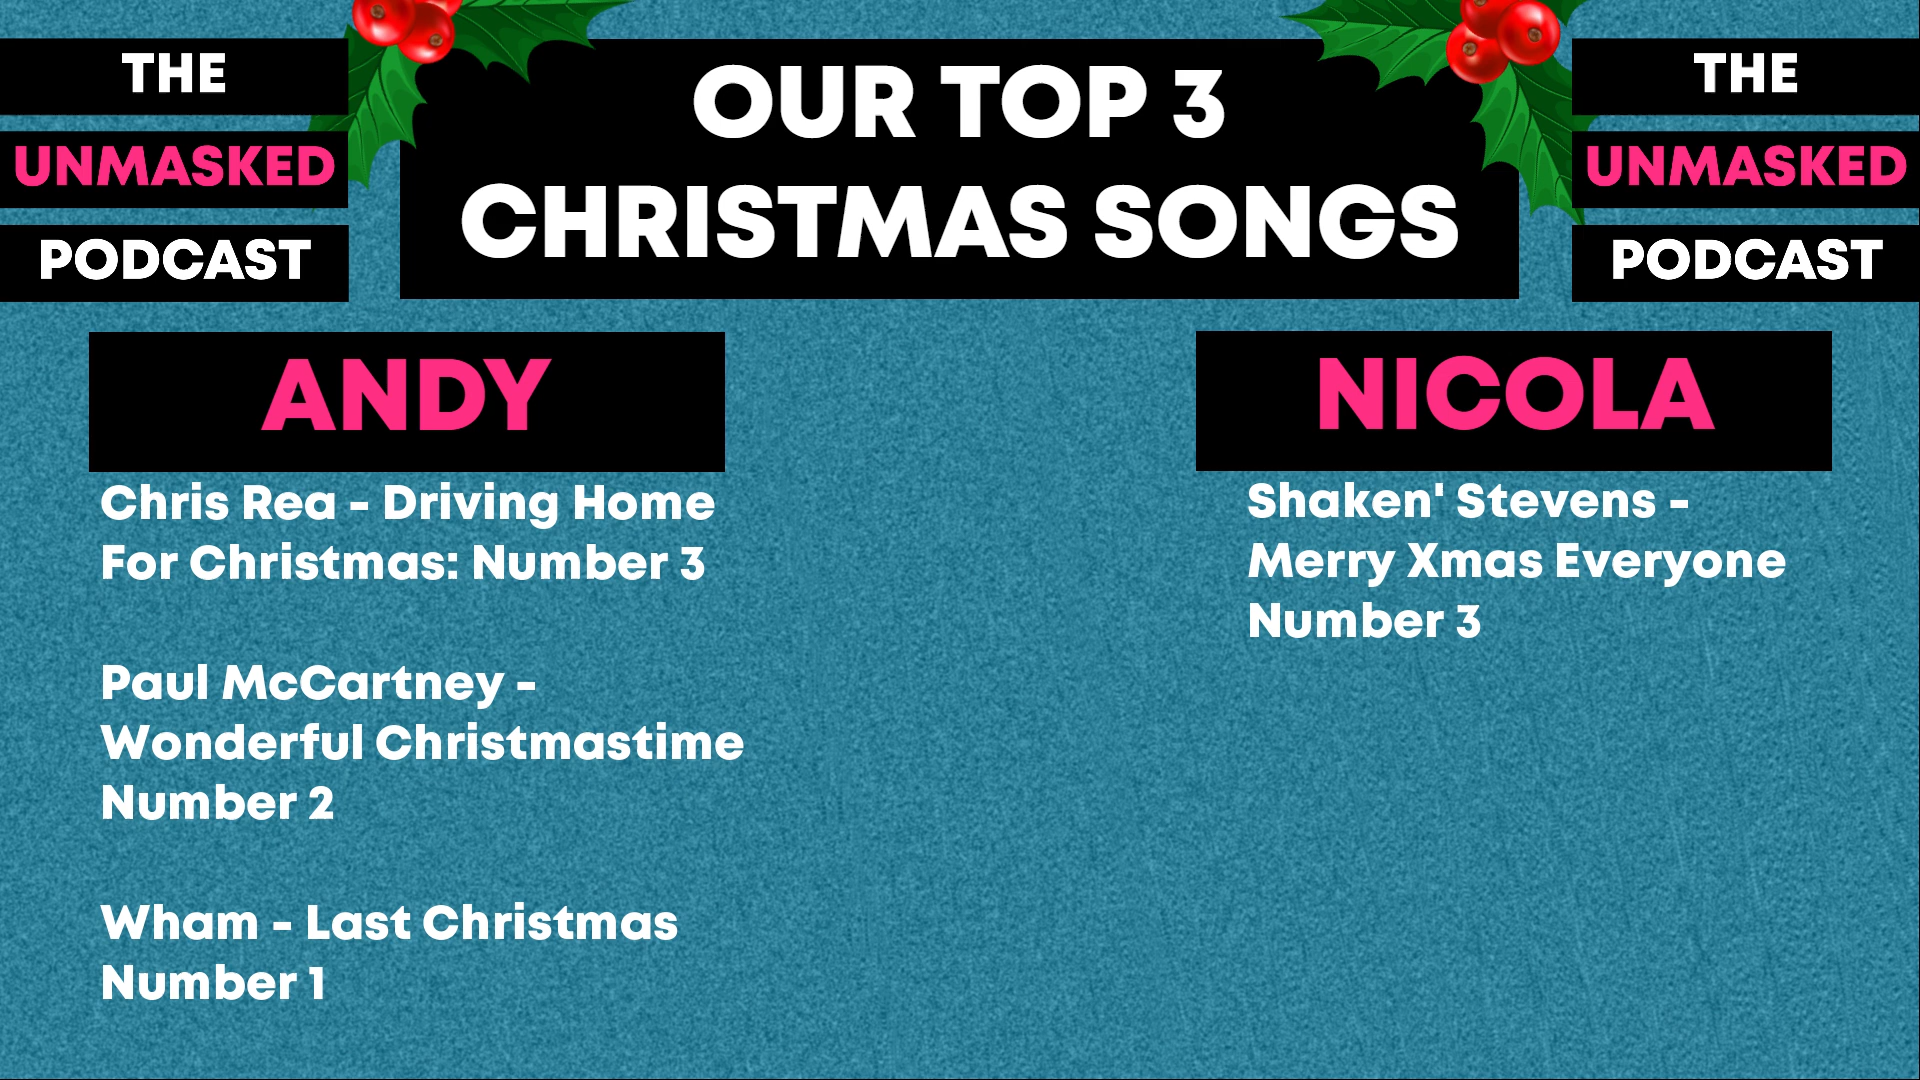 THE
UNMASKED
PODCAST
OUR TOP 3
CHRISTMAS SONGS
THE
UNMASKED
PODCAST
ANDY
Chris Rea - Driving Home
For Christmas: Number 3
Paul McCartney -
Wonderful Christmastime
Number 2
Wham - Last Christmas
Number 1
NICOLA
Shaken' Stevens -
Merry Xmas Everyone
Number 3